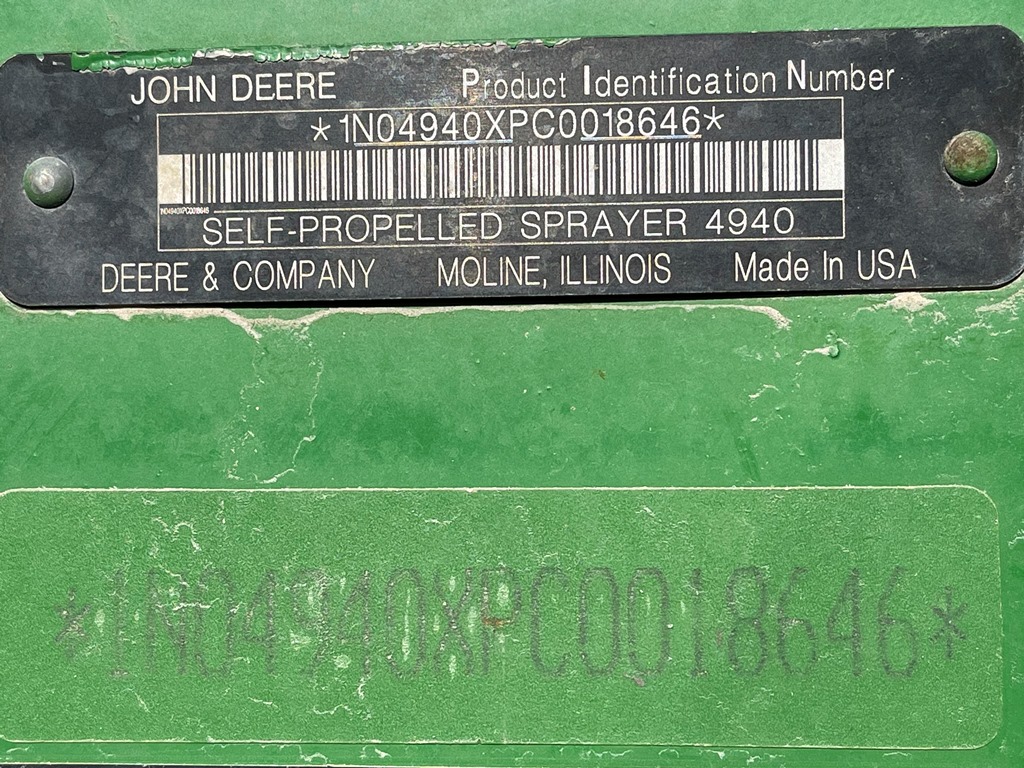 JOHN DEERE Product Identification Number
*1N04940XPC0018646*
1N04940XPC0018646
SELF-PROPELLED SPRAYER 4940
DEERE & COMPANY MOLINE, ILLINOIS Made In USA
*1N04940XPC0018646*